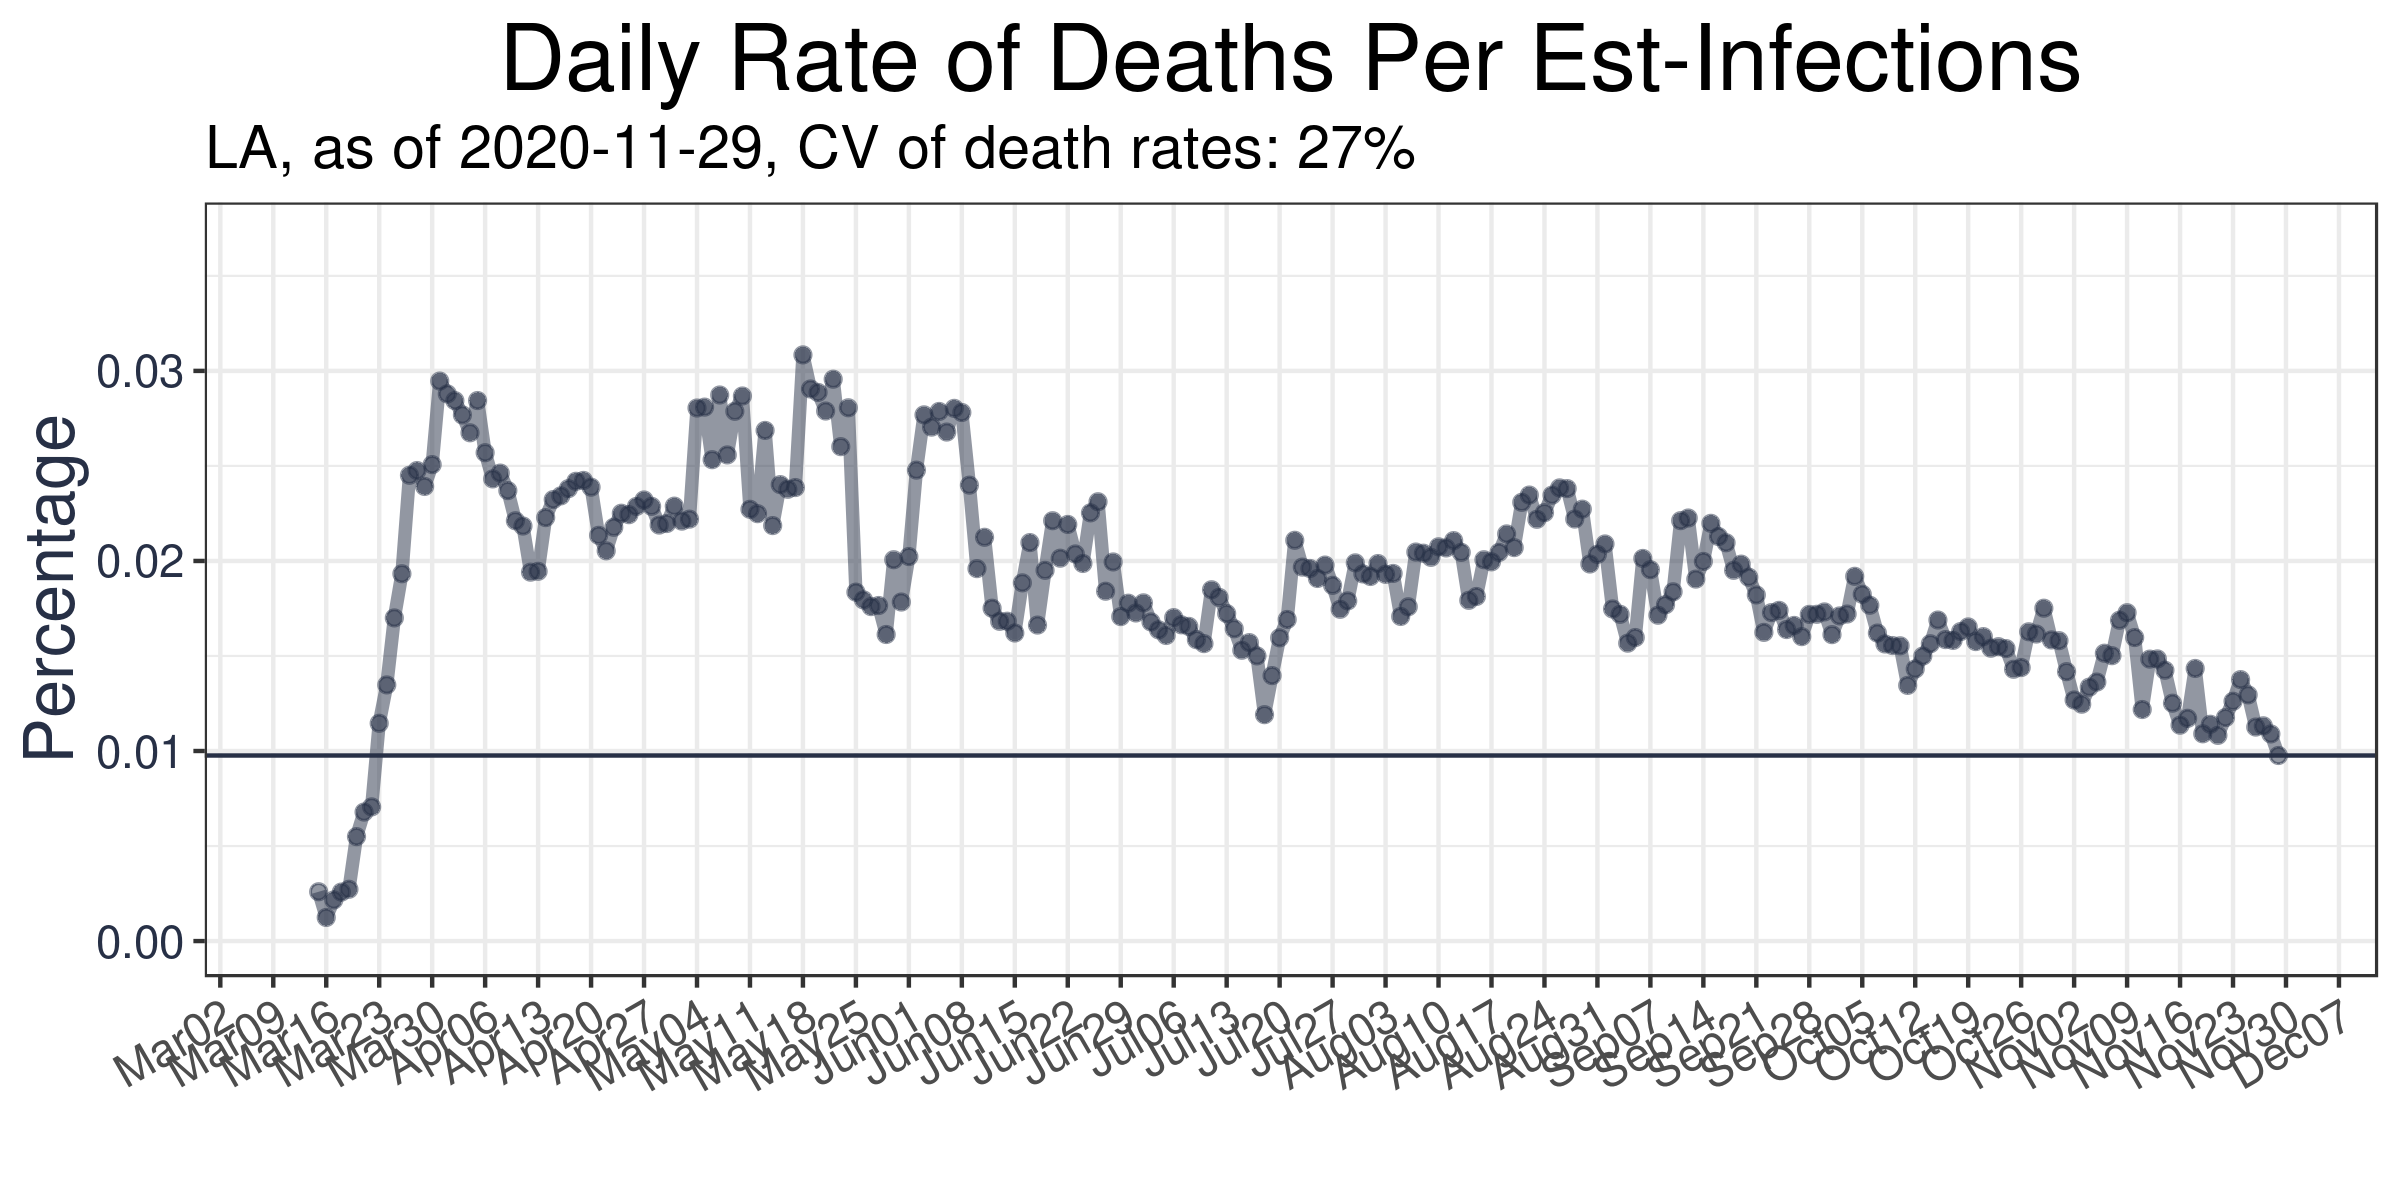 Daily Rate of Deaths Per Est-Infections
LA, as of 2020-11-29, CV of death rates: 27%
Percentage
0.03
0.02
0.01
0.00
Mar02
Mar09
Mar16
Mar23
Mar30
Apr06
Apr13
Apr20
Apr27
May04
May11
May18
May25
Jun01
Jun08
Jun15
Jun22
Jun29
Jul06
Jul13
Jul20
Jul27
Aug03
Aug10
Aug17
Aug24
Aug31
Sep07
Sep14
Sep21
Sep28
Oct05
Oct12
Oct19
Oct26
Nov02
Nov09
Nov16
Nov23
Nov30
Dec07